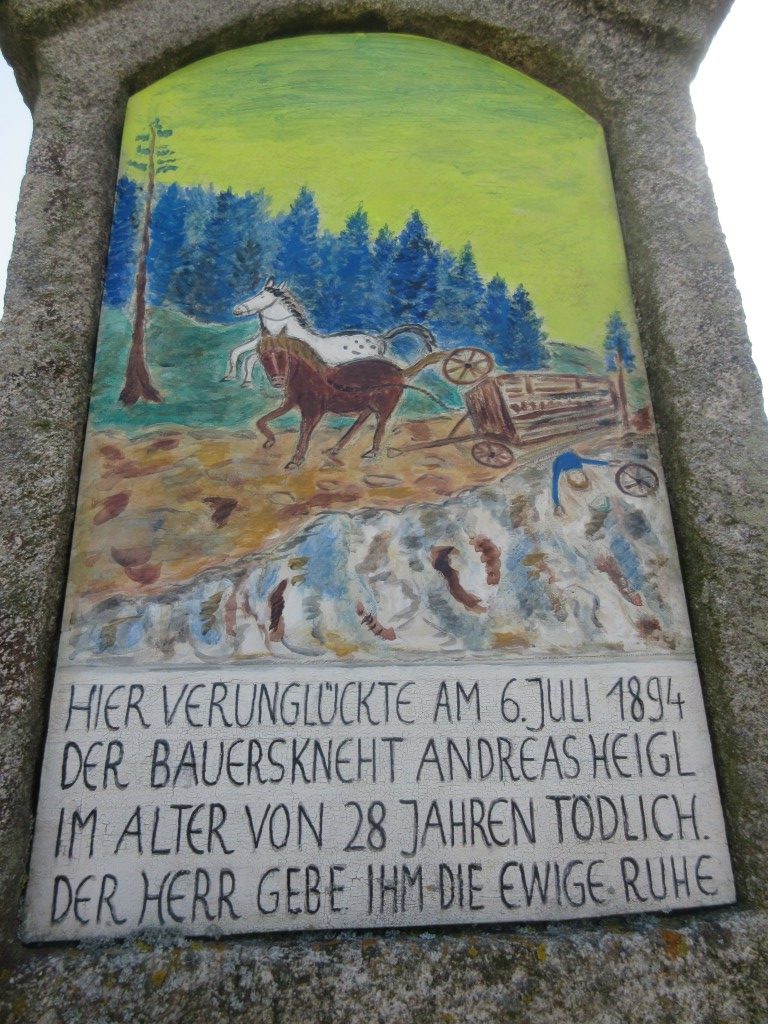 HIER VERUNGLÜCKTE AM 6. JULI 1894
DER BAUERSKNEHT ANDREAS HEIGL
IM ALTER VON 28 JAHREN TÖDLICH.
DER HERR GEBE IHM DIE EWIGE RUHE